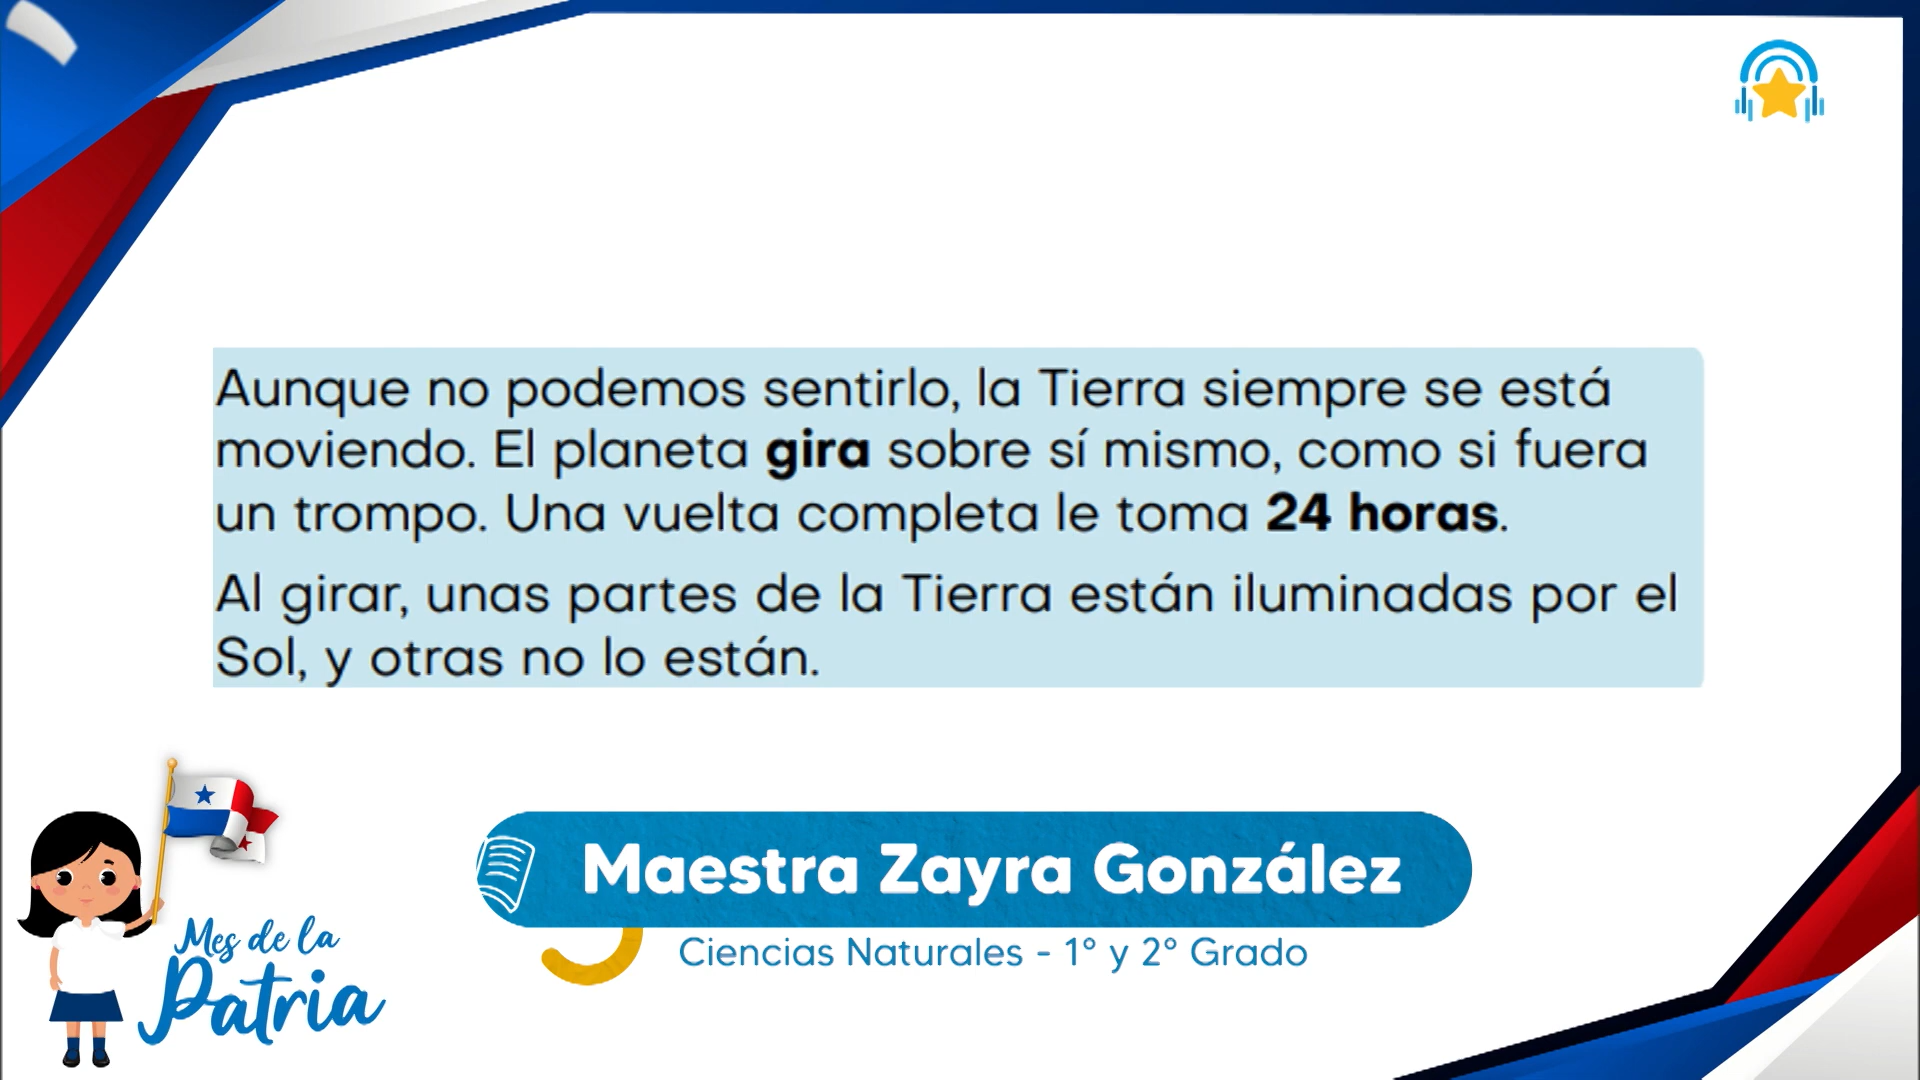 Aunque no podemos sentirlo, la Tierra siempre se está
moviendo. El planeta gira sobre sí mismo, como si fuera
un trompo. Una vuelta completa le toma 24 horas.
Al girar, unas partes de la Tierra están iluminadas por el
Sol, y otras no lo están.
Maestra Zayra González
Ciencias Naturales - 1° y 2° Grado
Mes de la
Patria